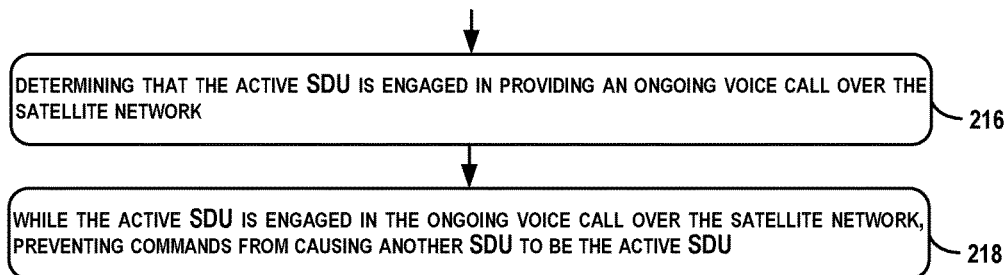 DETERMINING THAT THE ACTIVE SDU IS ENGAGED IN PROVIDING AN ONGOING VOICE CALL OVER THE
SATELLITE NETWORK
216
WHILE THE ACTIVE SDU IS ENGAGED IN THE ONGOING VOICE CALL OVER THE SATELLITE NETWORK,
PREVENTING COMMANDS FROM CAUSING ANOTHER SDU TO BE THE ACTIVE SDU
218